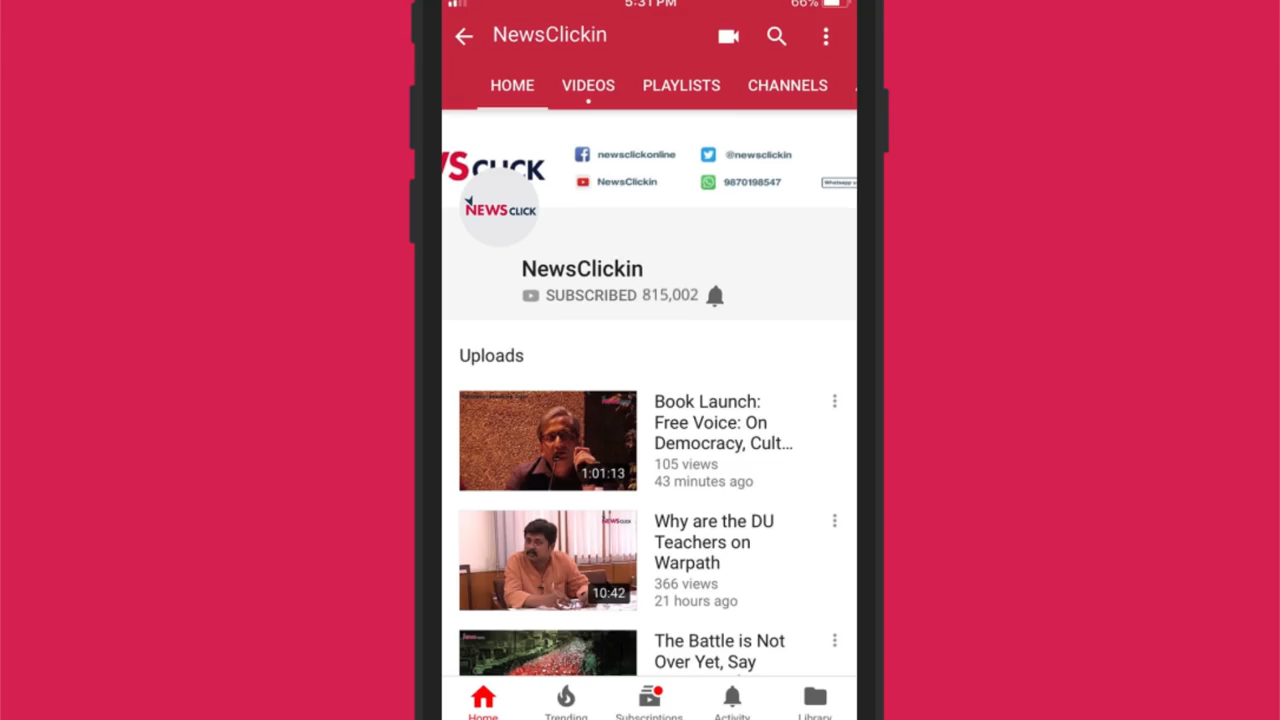 5:31 PM
66%
NewsClickin
HOME VIDEOS PLAYLISTS CHANNELS
WS CLICK
newsclickonline @newsclickin
NewsClickin 9870198547
NEWSCLICK
NewsClickin
SUBSCRIBED 815,002
Uploads
Book Launch:
Free Voice: On
Democracy, Cult...
105 views
43 minutes ago
1:01:13
Why are the DU
Teachers on
Warpath
366 views
21 hours ago
NEWSCLICK
10:42
The Battle is Not
Over Yet, Say
Home Trending Subscriptions Activity Library